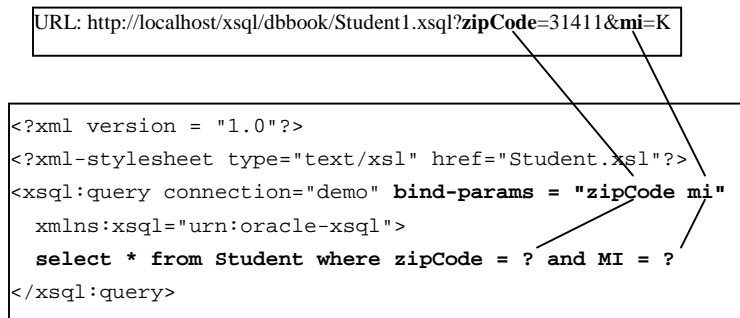 URL: http://localhost/xsql/dbbook/Student1.xsql?zipCode=31411&mi=K
<?xml version = "1.0"?>
<?xml-stylesheet type="text/xsl" href="Student.xsl"?>
<xsql:query connection="demo" bind-params = "zipCode mi"
xmlns:xsql="urn:oracle-xsql">
select * from Student where zipCode = ? and MI = ?
</xsql:query>